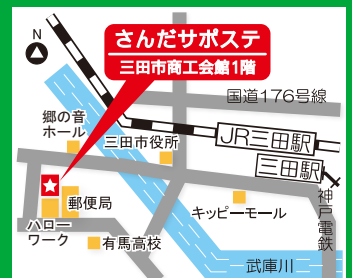 N
さんだサポステ
三田市商工会館1階
国道176号線
郷の音
ホール
三田市役所
JR三田駅
三田駅
神戸電鉄
郵便局
キッピーモール
ハロー
ワーク
有馬高校
武庫川